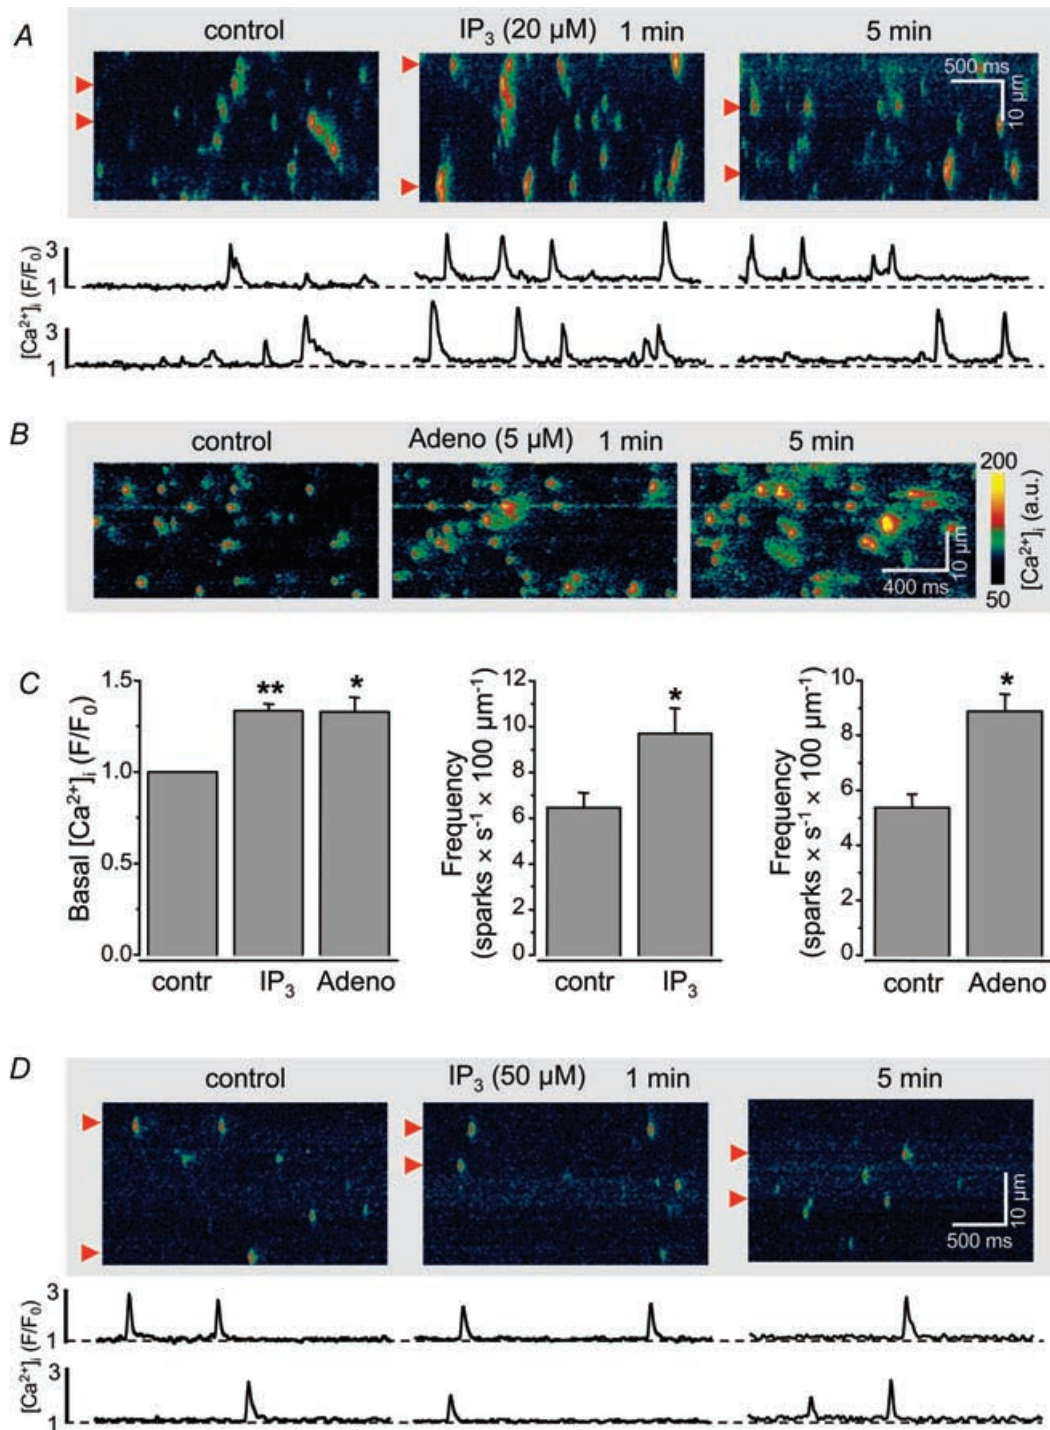 A
control
IP₃ (20 µM) 1 min
5 min
500 ms
10 µm
[Ca²⁺]ᵢ (F/F₀)
3
1
3
1
B
control
Adeno (5 µM) 1 min
5 min
400 ms
10 µm
200
50
[Ca²⁺]ᵢ (a.u.)
C
Basal [Ca²⁺]ᵢ (F/F₀)
1.5
1.0
0.5
0.0
**
*
contr IP₃ Adeno
Frequency
(sparks × s⁻¹ × 100 µm⁻¹)
12
10
8
6
4
2
0
*
contr IP₃
Frequency
(sparks × s⁻¹ × 100 µm⁻¹)
10
8
6
4
2
0
*
contr Adeno
D
control
IP₃ (50 µM) 1 min
5 min
10 µm
500 ms
[Ca²⁺]ᵢ (F/F₀)
3
1
3
1